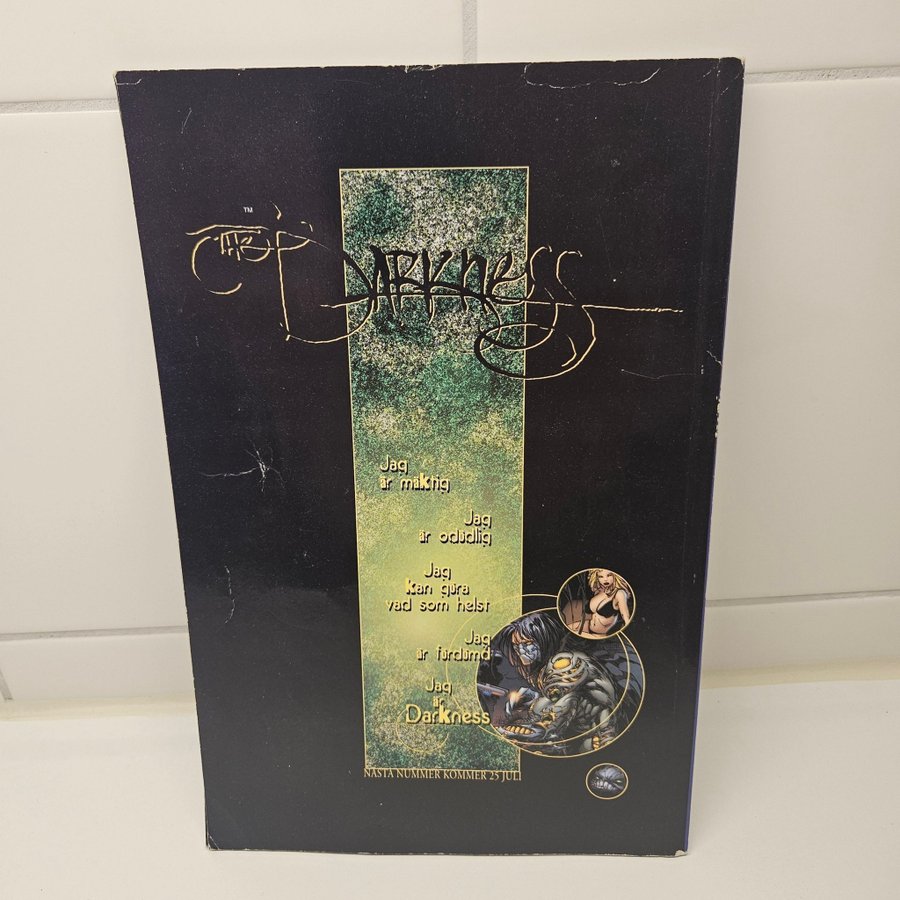 The Darkness ™
Jag
är mäktig
Jag
är odödlig
Jag
kan göra
vad som helst
Jag
är fördömd
Jag
är
Darkness
NÄSTA NUMMER KOMMER 25 JULI